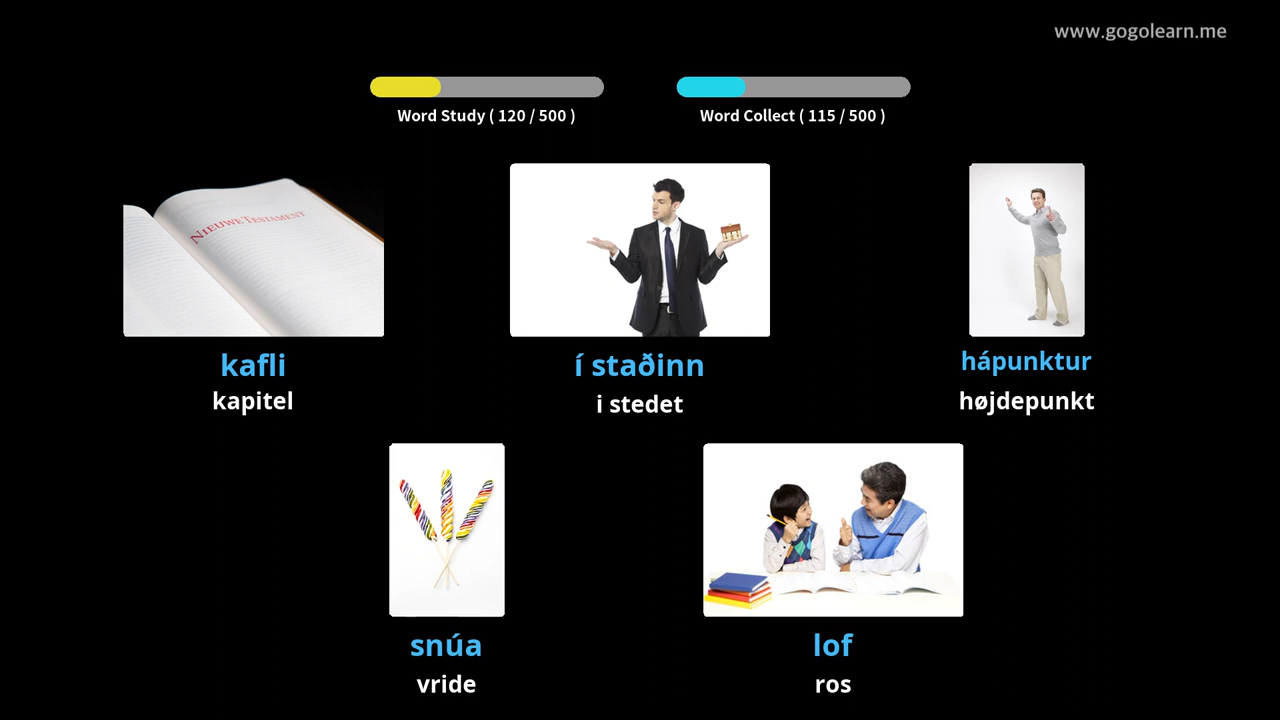 www.gogolearn.me
Word Study ( 120 / 500 )
Word Collect ( 115 / 500 )
NIEUWE TESTAMENT
kafli
kapitel
í staðinn
i stedet
hápunktur
højdepunkt
snúa
vride
lof
ros